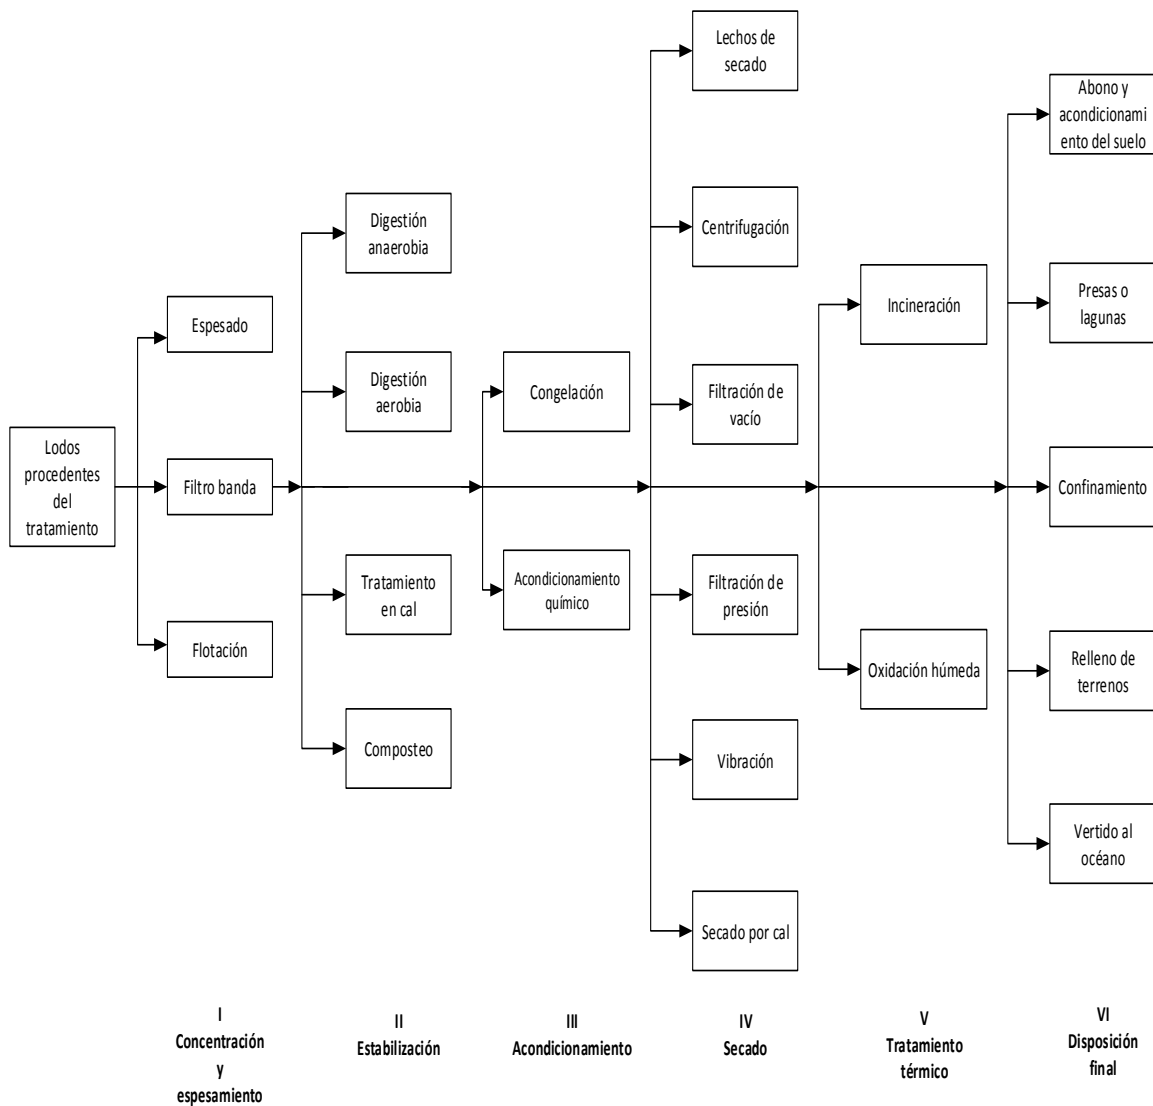 Lodos
procedentes
del
tratamiento
Espesado
Filtro banda
Flotación
Digestión
anaerobia
Digestión
aerobia
Tratamiento
en cal
Composteo
Congelación
Acondicionamiento
químico
Lechos de
secado
Centrifugación
Filtración de
vacío
Filtración de
presión
Vibración
Secado por cal
Incineración
Oxidación húmeda
Abono y
acondicionami
ento del suelo
Presas o
lagunas
Confinamiento
Relleno de
terrenos
Vertido al
océano
I
Concentración
y
espesamiento
II
Estabilización
III
Acondicionamiento
IV
Secado
V
Tratamiento
térmico
VI
Disposición
final